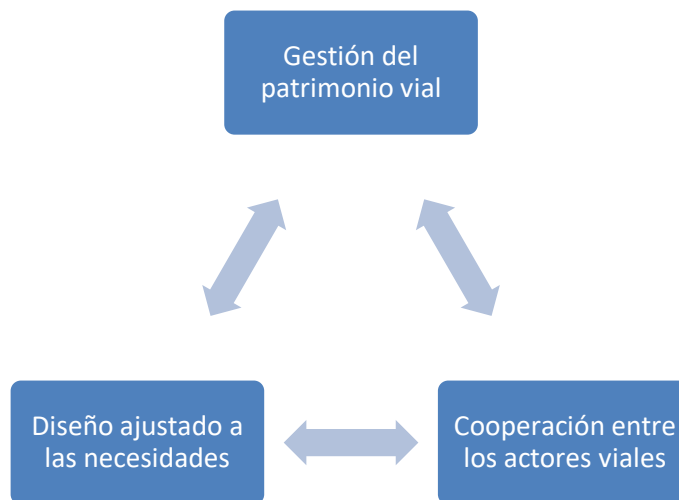 Gestión del
patrimonio vial
Diseño ajustado a
las necesidades
Cooperación entre
los actores viales